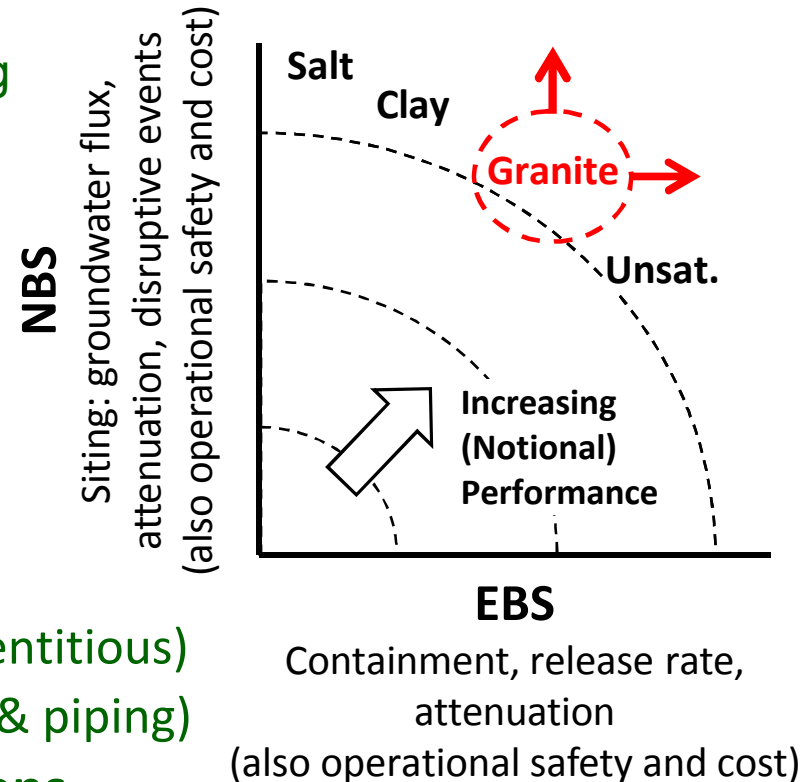 g
NBS
Siting: groundwater flux,
attenuation, disruptive events
(also operational safety and cost)
Salt
Clay
Granite
Unsat.
Increasing
(Notional)
Performance
EBS
Containment, release rate,
attenuation
(also operational safety and cost)
entitious)
& piping)